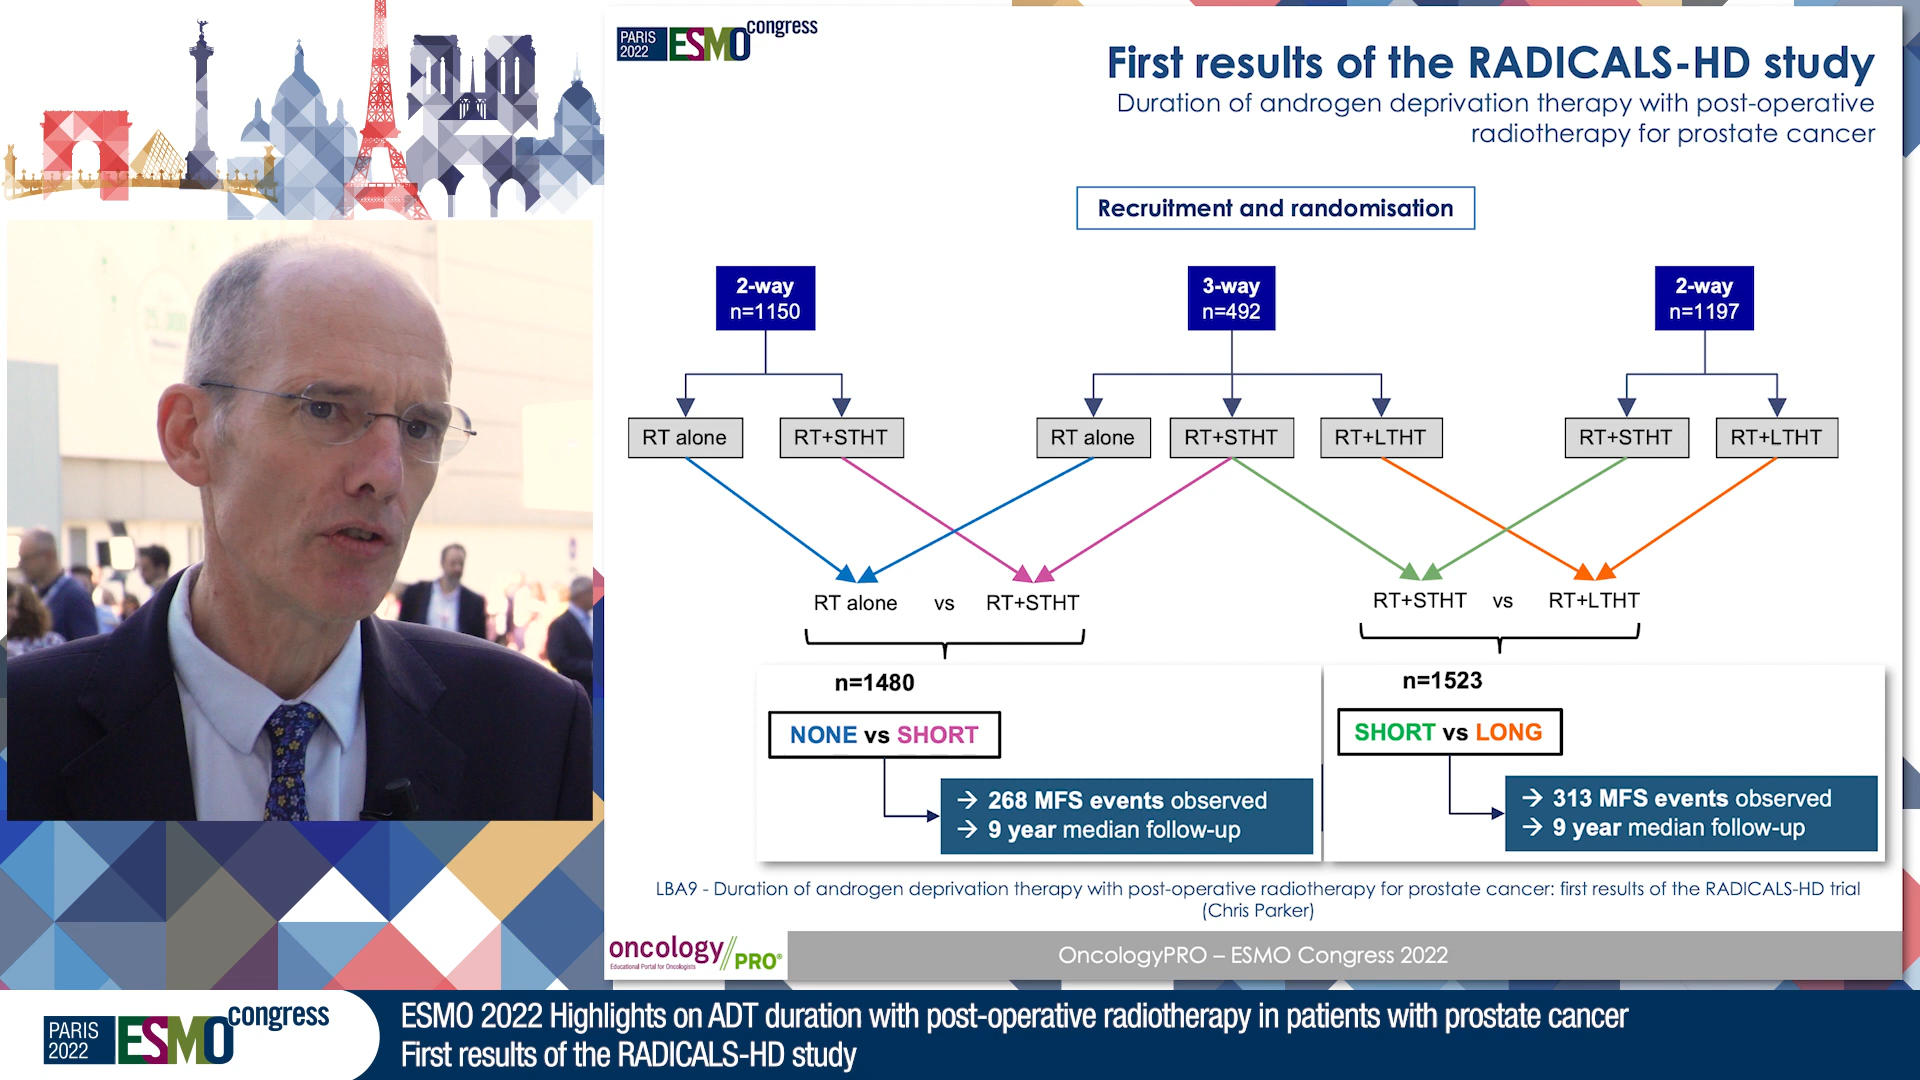 PARIS
2022
ESMO congress
First results of the RADICALS-HD study
Duration of androgen deprivation therapy with post-operative
radiotherapy for prostate cancer
Recruitment and randomisation
2-way
n=1150
3-way
n=492
2-way
n=1197
RT alone
RT+STHT
RT alone
RT+STHT
RT+LTHT
RT+STHT
RT+LTHT
RT alone vs RT+STHT
RT+STHT vs RT+LTHT
n=1480
n=1523
NONE vs SHORT
SHORT vs LONG
→ 268 MFS events observed
→ 9 year median follow-up
→ 313 MFS events observed
→ 9 year median follow-up
LBA9 - Duration of androgen deprivation therapy with post-operative radiotherapy for prostate cancer: first results of the RADICALS-HD trial
(Chris Parker)
oncology//PRO®
Educational Portal for Oncologists
OncologyPRO – ESMO Congress 2022
PARIS
2022
ESMO congress
ESMO 2022 Highlights on ADT duration with post-operative radiotherapy in patients with prostate cancer
First results of the RADICALS-HD study